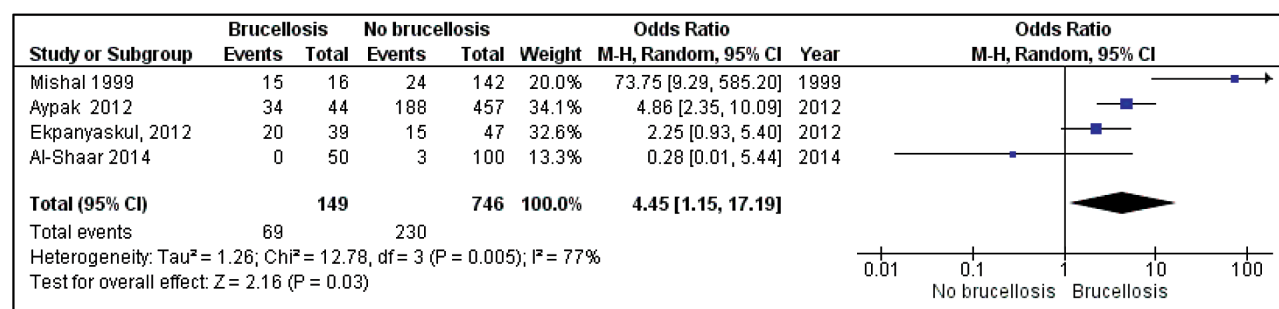 Brucellosis No brucellosis Odds Ratio Odds Ratio
Study or Subgroup Events Total Events Total Weight M-H, Random, 95% CI Year M-H, Random, 95% CI
Mishal 1999 15 16 24 142 20.0% 73.75 [9.29, 585.20] 1999
Aypak 2012 34 44 188 457 34.1% 4.86 [2.35, 10.09] 2012
Ekpanyaskul, 2012 20 39 15 47 32.6% 2.25 [0.93, 5.40] 2012
Al-Shaar 2014 0 50 3 100 13.3% 0.28 [0.01, 5.44] 2014
Total (95% CI) 149 746 100.0% 4.45 [1.15, 17.19]
Total events 69 230
Heterogeneity: Tau² = 1.26; Chi² = 12.78, df = 3 (P = 0.005); I² = 77%
Test for overall effect: Z = 2.16 (P = 0.03)
0.01 0.1 1 10 100
No brucellosis Brucellosis